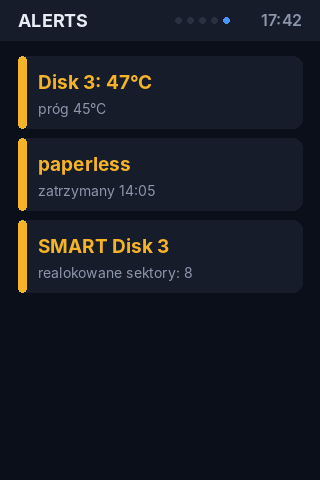 ALERTS 17:42
Disk 3: 47°C
próg 45°C
paperless
zatrzymany 14:05
SMART Disk 3
realokowane sektory: 8